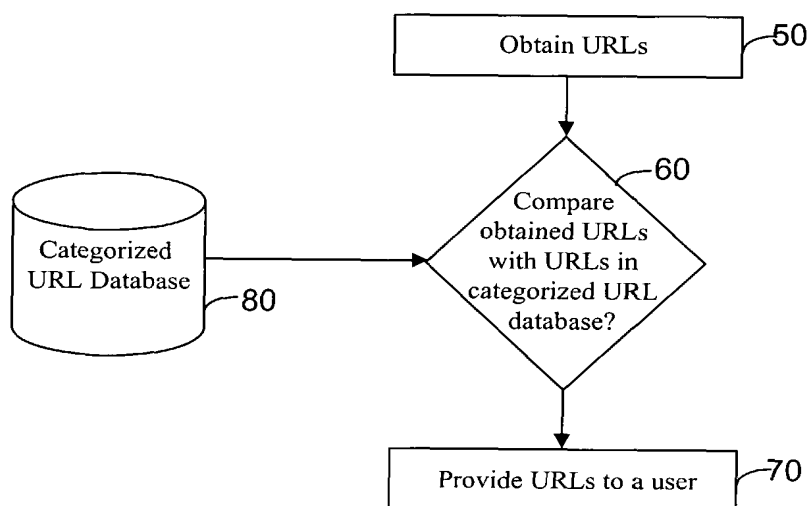 Obtain URLs
50
60
Compare
obtained URLs
with URLs in
categorized URL
database?
Categorized
URL Database
80
Provide URLs to a user
70